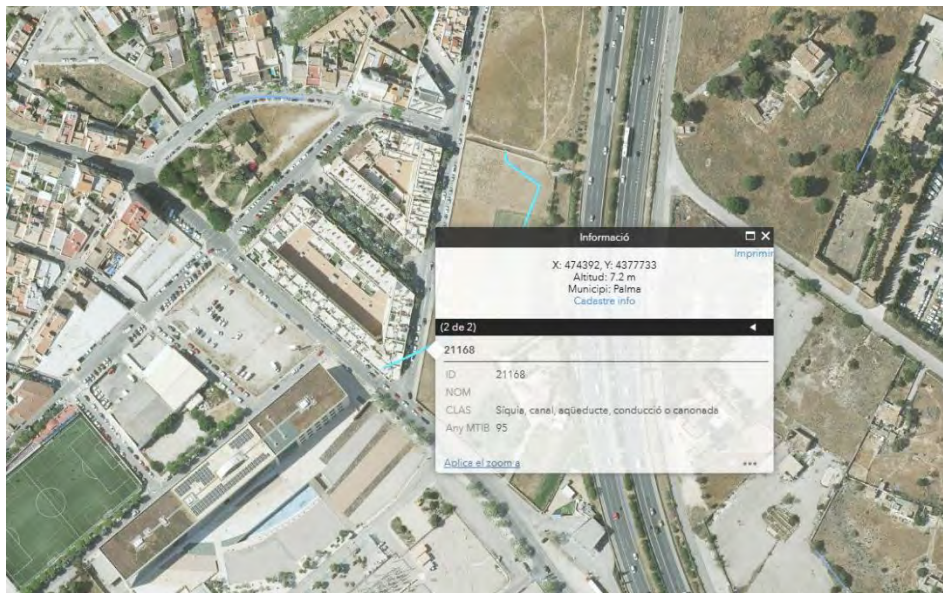 Informació
Imprimir
X: 474392, Y: 4377733
Altitud: 7.2 m
Municipi: Palma
Cadastre info
(2 de 2)
21168
ID 21168
NOM
CLAS Síquia, canal, aqüeducte, conducció o canonada
Any MTIB 95
Aplica el zoom a